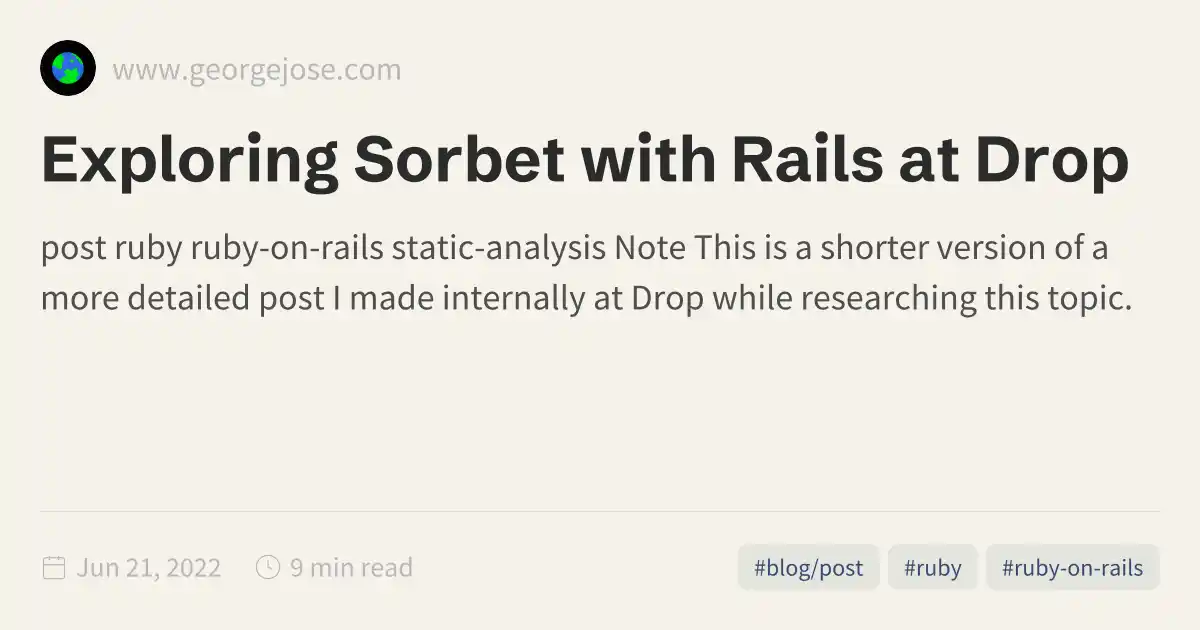 www.georgejose.com
Exploring Sorbet with Rails at Drop
post ruby ruby-on-rails static-analysis Note This is a shorter version of a
more detailed post I made internally at Drop while researching this topic.
Jun 21, 2022 9 min read #blog/post #ruby #ruby-on-rails